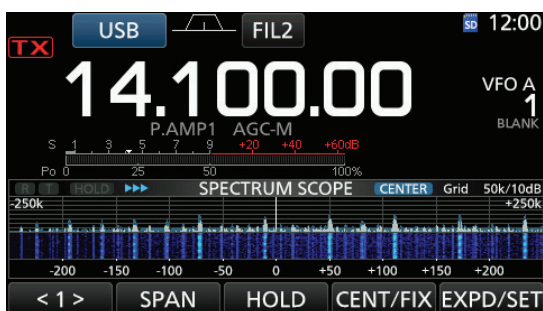 USB FIL2 SD 12:00
TX
14.100.00
VFO A
1
BLANK
P.AMP1 AGC-M
S 1 3 5 7 9 +20 +40 +60dB
Po 0 25 50 100%
R T HOLD SPECTRUM SCOPE CENTER Grid 50k/10dB
-250k +250k
-200 -150 -100 -50 0 +50 +100 +150 +200
< 1 > SPAN HOLD CENT/FIX EXPD/SET